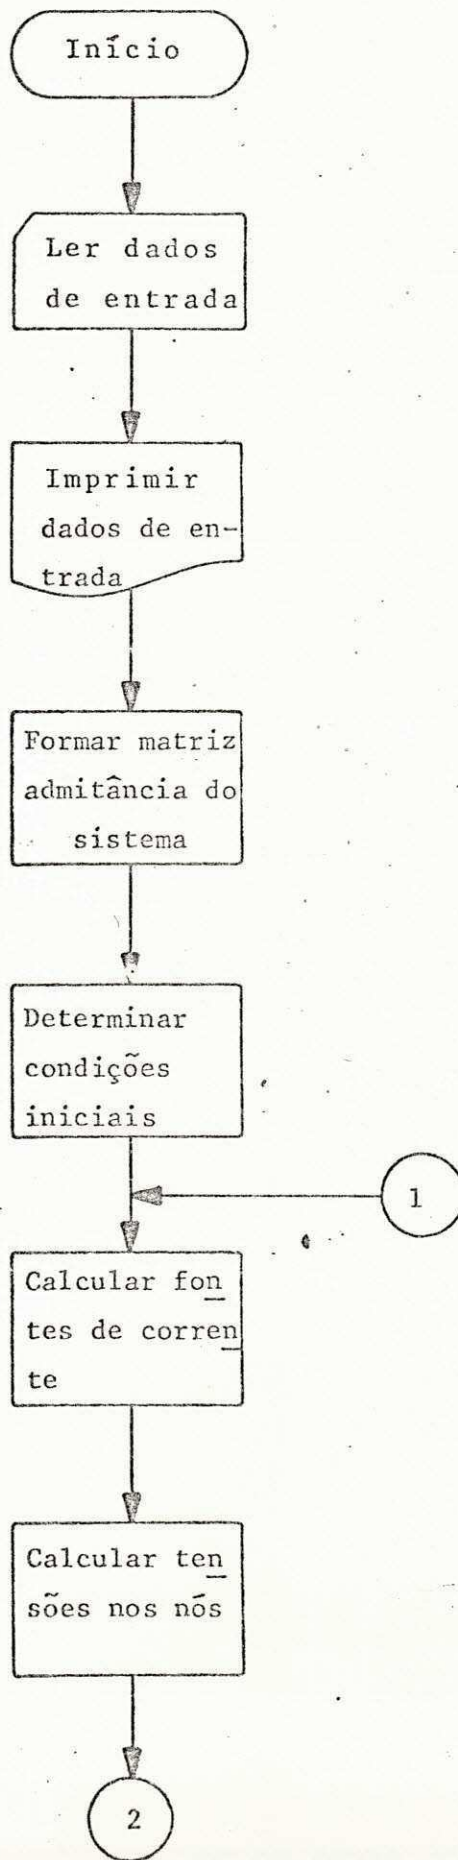 Início
Ler dados
de entrada
Imprimir
dados de en-
trada
Formar matriz
admitância do
sistema
Determinar
condições
iniciais
1
Calcular fon
tes de corren
te
Calcular ten
sões nos nós
2